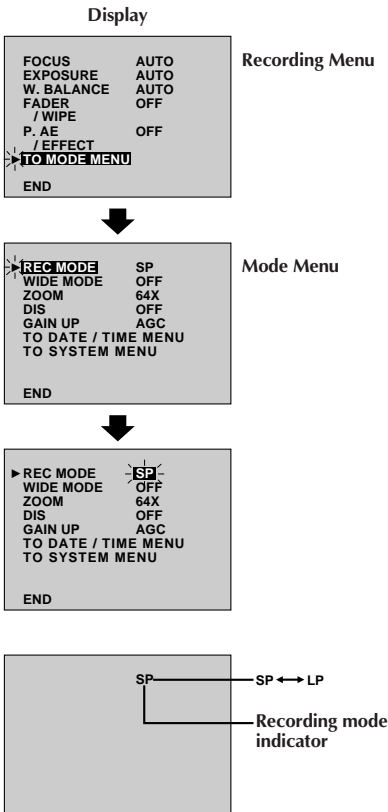 Display
Recording Menu
FOCUS AUTO
EXPOSURE AUTO
W. BALANCE AUTO
FADER OFF
/ WIPE
P. AE OFF
/ EFFECT
►TO MODE MENU
END
Mode Menu
►REC MODE SP
WIDE MODE OFF
ZOOM 64X
DIS OFF
GAIN UP AGC
TO DATE / TIME MENU
TO SYSTEM MENU
END
►REC MODE SP
WIDE MODE OFF
ZOOM 64X
DIS OFF
GAIN UP AGC
TO DATE / TIME MENU
TO SYSTEM MENU
END
SP SP ↔ LP
Recording mode
indicator